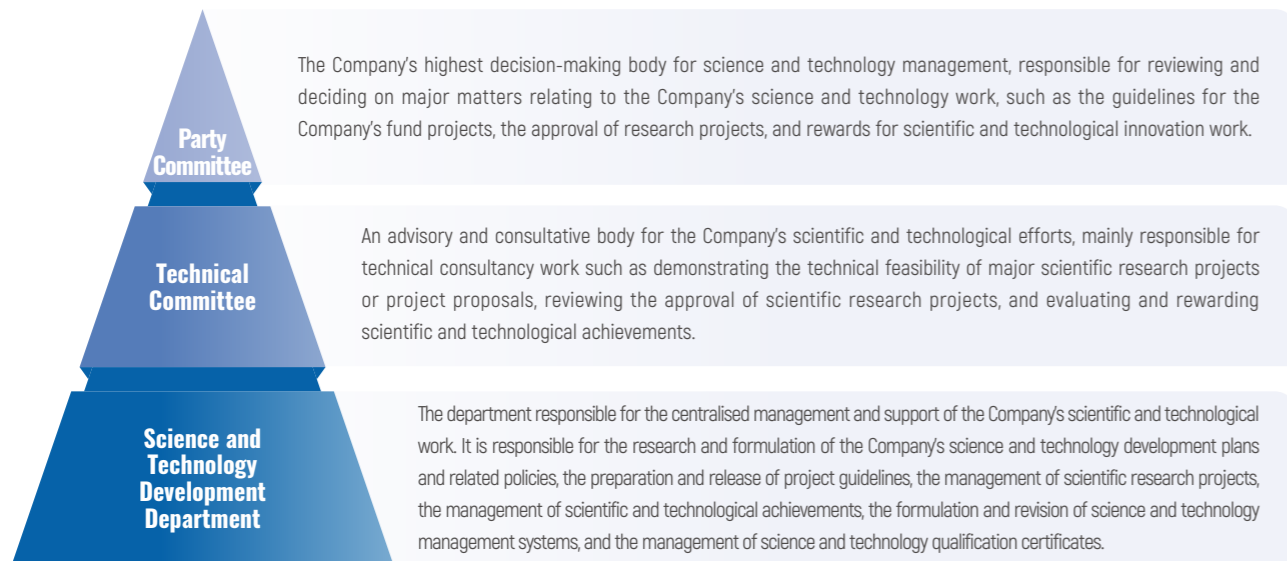 Party
Committee
The Company's highest decision-making body for science and technology management, responsible for reviewing and
deciding on major matters relating to the Company's science and technology work, such as the guidelines for the
Company's fund projects, the approval of research projects, and rewards for scientific and technological innovation work.
Technical
Committee
An advisory and consultative body for the Company's scientific and technological efforts, mainly responsible for
technical consultancy work such as demonstrating the technical feasibility of major scientific research projects
or project proposals, reviewing the approval of scientific research projects, and evaluating and rewarding
scientific and technological achievements.
Science and
Technology
Development
Department
The department responsible for the centralised management and support of the Company's scientific and technological
work. It is responsible for the research and formulation of the Company's science and technology development plans
and related policies, the preparation and release of project guidelines, the management of scientific research projects,
the management of scientific and technological achievements, the formulation and revision of science and technology
management systems, and the management of science and technology qualification certificates.